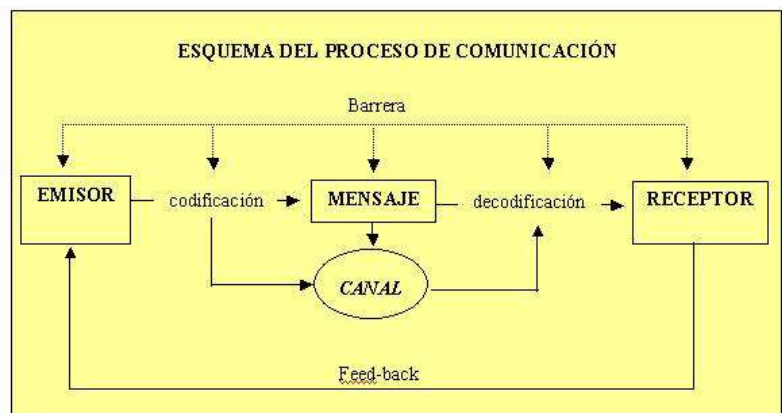 ESQUEMA DEL PROCESO DE COMUNICACIÓN
Barrera
EMISOR
codificación
MENSAJE
decodificación
RECEPTOR
CANAL
Feed-back